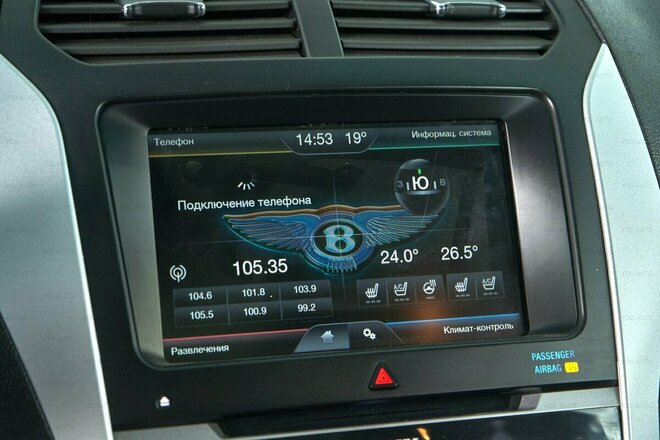 Телефон 14:53 19° Информац. система
З Ю В
Подключение телефона
B
105.35 24.0° 26.5°
104.6 101.8 103.9
105.5 100.9 99.2
A/C A/C
Развлечения Климат-контроль
PASSENGER
AIRBAG